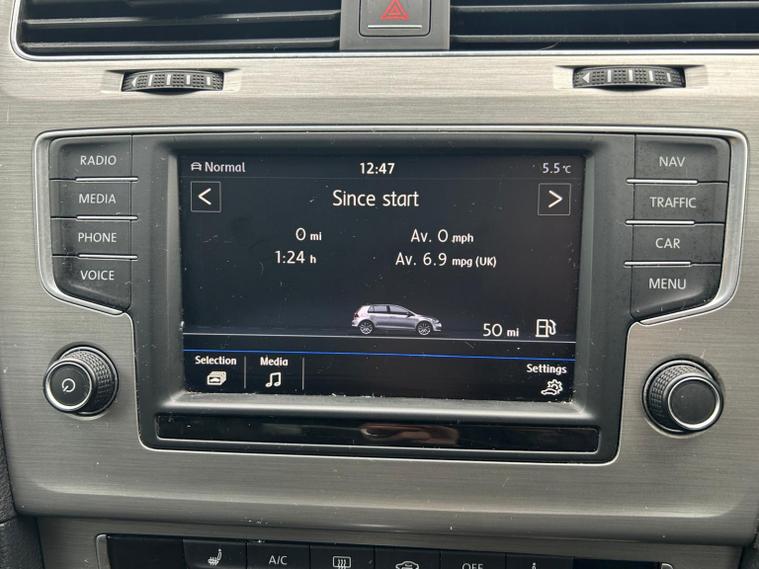 RADIO
MEDIA
PHONE
VOICE
NAV
TRAFFIC
CAR
MENU
Normal 12:47 5.5 °C
Since start
0 mi Av. 0 mph
1:24 h Av. 6.9 mpg (UK)
50 mi
Selection Media Settings
A/C OFF